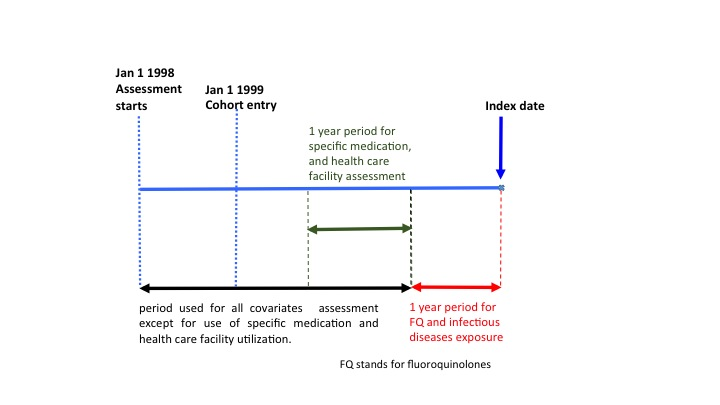 Jan 1 1998
Assessment
starts
Jan 1 1999
Cohort entry
Index date
1 year period for
specific medication,
and health care
facility assessment
period used for all covariates assessment
except for use of specific medication and
health care facility utilization.
1 year period for
FQ and infectious
diseases exposure
FQ stands for fluoroquinolones